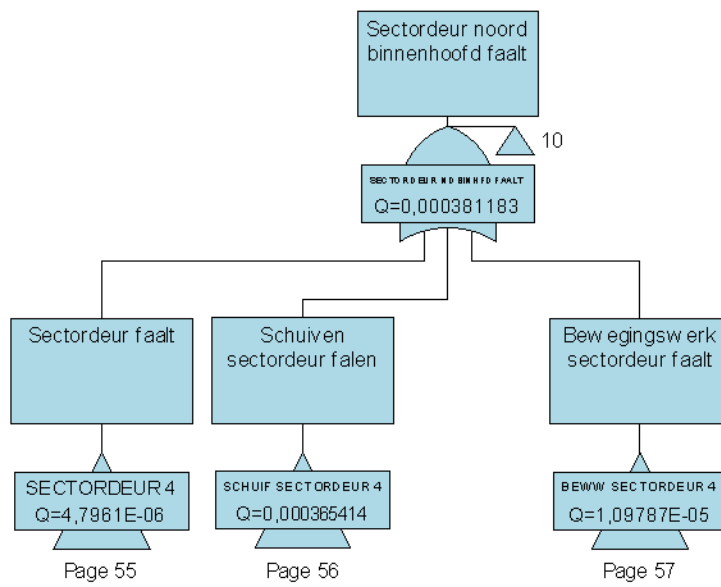 Sectordeur noord
binnenhoofd faalt
10
SECTORDEUR ND BINHFD FAALT
Q=0,000381183
Sectordeur faalt
Schuiven
sectordeur falen
Bewegingswerk
sectordeur faalt
SECTORDEUR 4
Q=4,7961E-06
SCHUIF SECTORDEUR 4
Q=0,000365414
BEWW SECTORDEUR 4
Q=1,09787E-05
Page 55
Page 56
Page 57